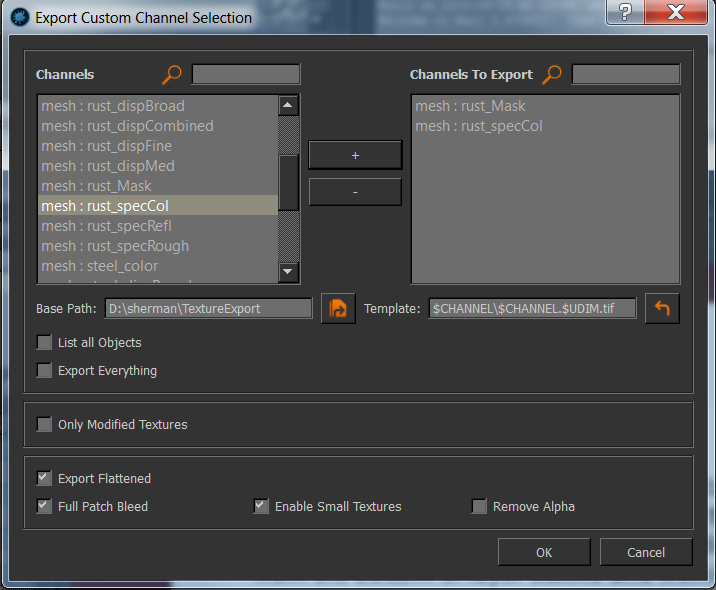 Export Custom Channel Selection
?
X
Channels
Channels To Export
mesh : rust_dispBroad
mesh : rust_dispCombined
mesh : rust_dispFine
mesh : rust_dispMed
mesh : rust_Mask
mesh : rust_specCol
mesh : rust_specRefl
mesh : rust_specRough
mesh : steel_color
+
-
mesh : rust_Mask
mesh : rust_specCol
Base Path:
D:\sherman\TextureExport
Template:
$CHANNEL\$CHANNEL.$UDIM.tif
List all Objects
Export Everything
Only Modified Textures
Export Flattened
Full Patch Bleed
Enable Small Textures
Remove Alpha
OK
Cancel